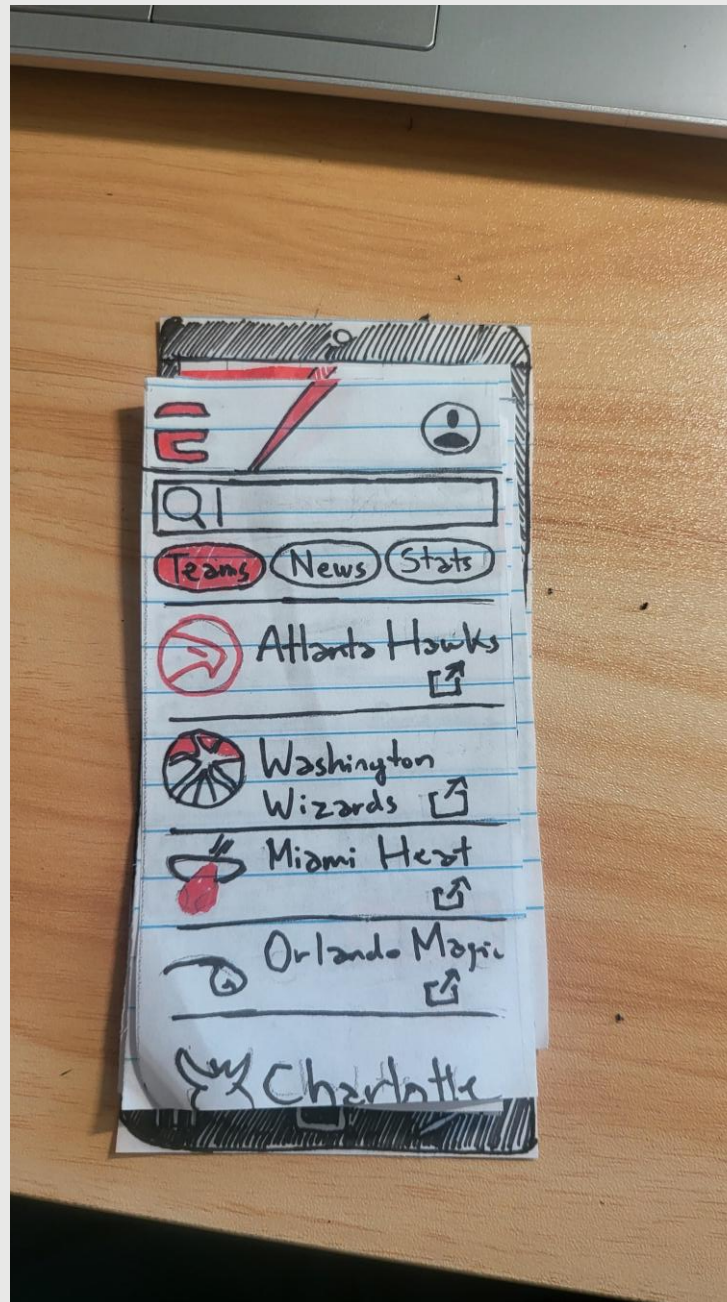 Teams News Stats
Atlanta Hawks
Washington
Wizards
Miami Heat
Orlando Magic
Charlotte